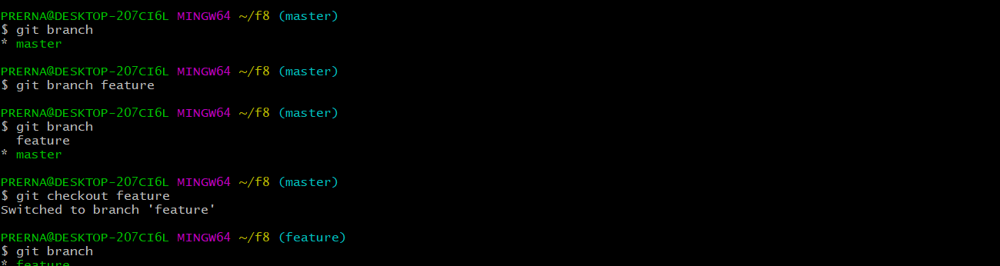 PRERNA@DESKTOP-207CI6L MINGW64 ~/f8 (master)
$ git branch
* master
PRERNA@DESKTOP-207CI6L MINGW64 ~/f8 (master)
$ git branch feature
PRERNA@DESKTOP-207CI6L MINGW64 ~/f8 (master)
$ git branch
feature
* master
PRERNA@DESKTOP-207CI6L MINGW64 ~/f8 (master)
$ git checkout feature
Switched to branch 'feature'
PRERNA@DESKTOP-207CI6L MINGW64 ~/f8 (feature)
$ git branch
* feature